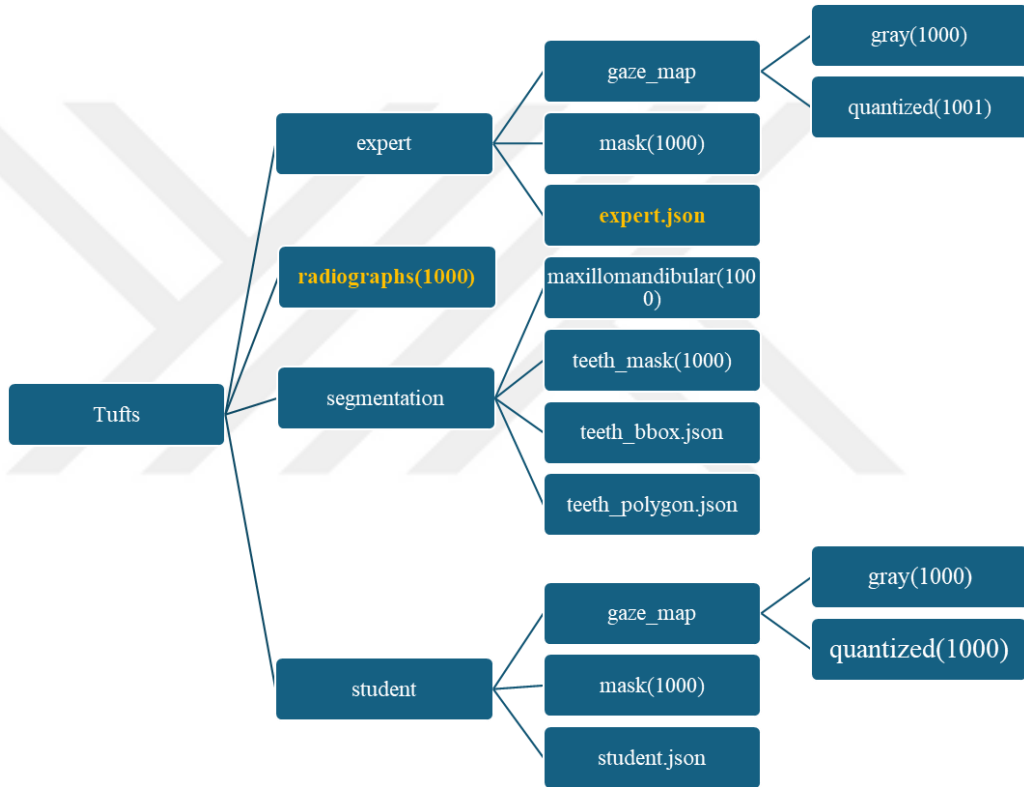 Tufts
expert
gaze_map
gray(1000)
quantized(1001)
mask(1000)
expert.json
radiographs(1000)
segmentation
maxillomandibular(100
0)
teeth_mask(1000)
teeth_bbox.json
teeth_polygon.json
student
gaze_map
gray(1000)
quantized(1000)
mask(1000)
student.json